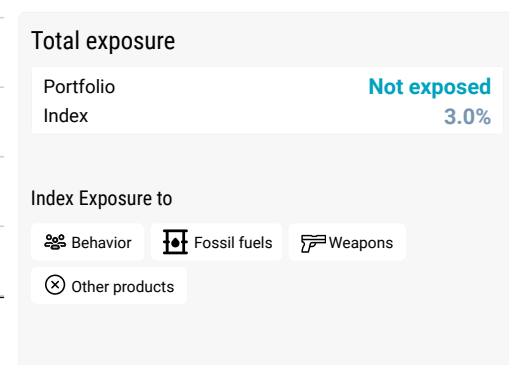 Total exposure
Portfolio Not exposed
Index 3.0%
Index Exposure to
Behavior Fossil fuels Weapons
Other products